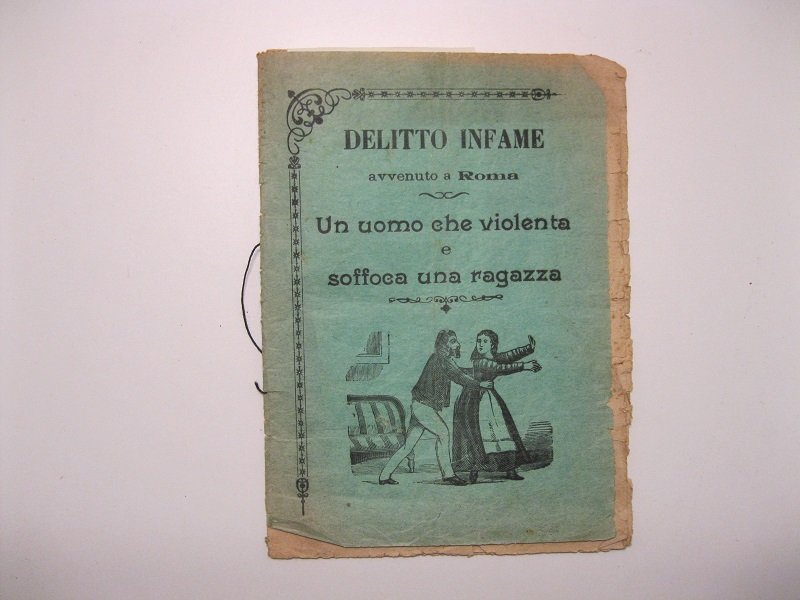 DELITTO INFAME
avvenuto a Roma
Un uomo che violenta
e
soffoca una ragazza